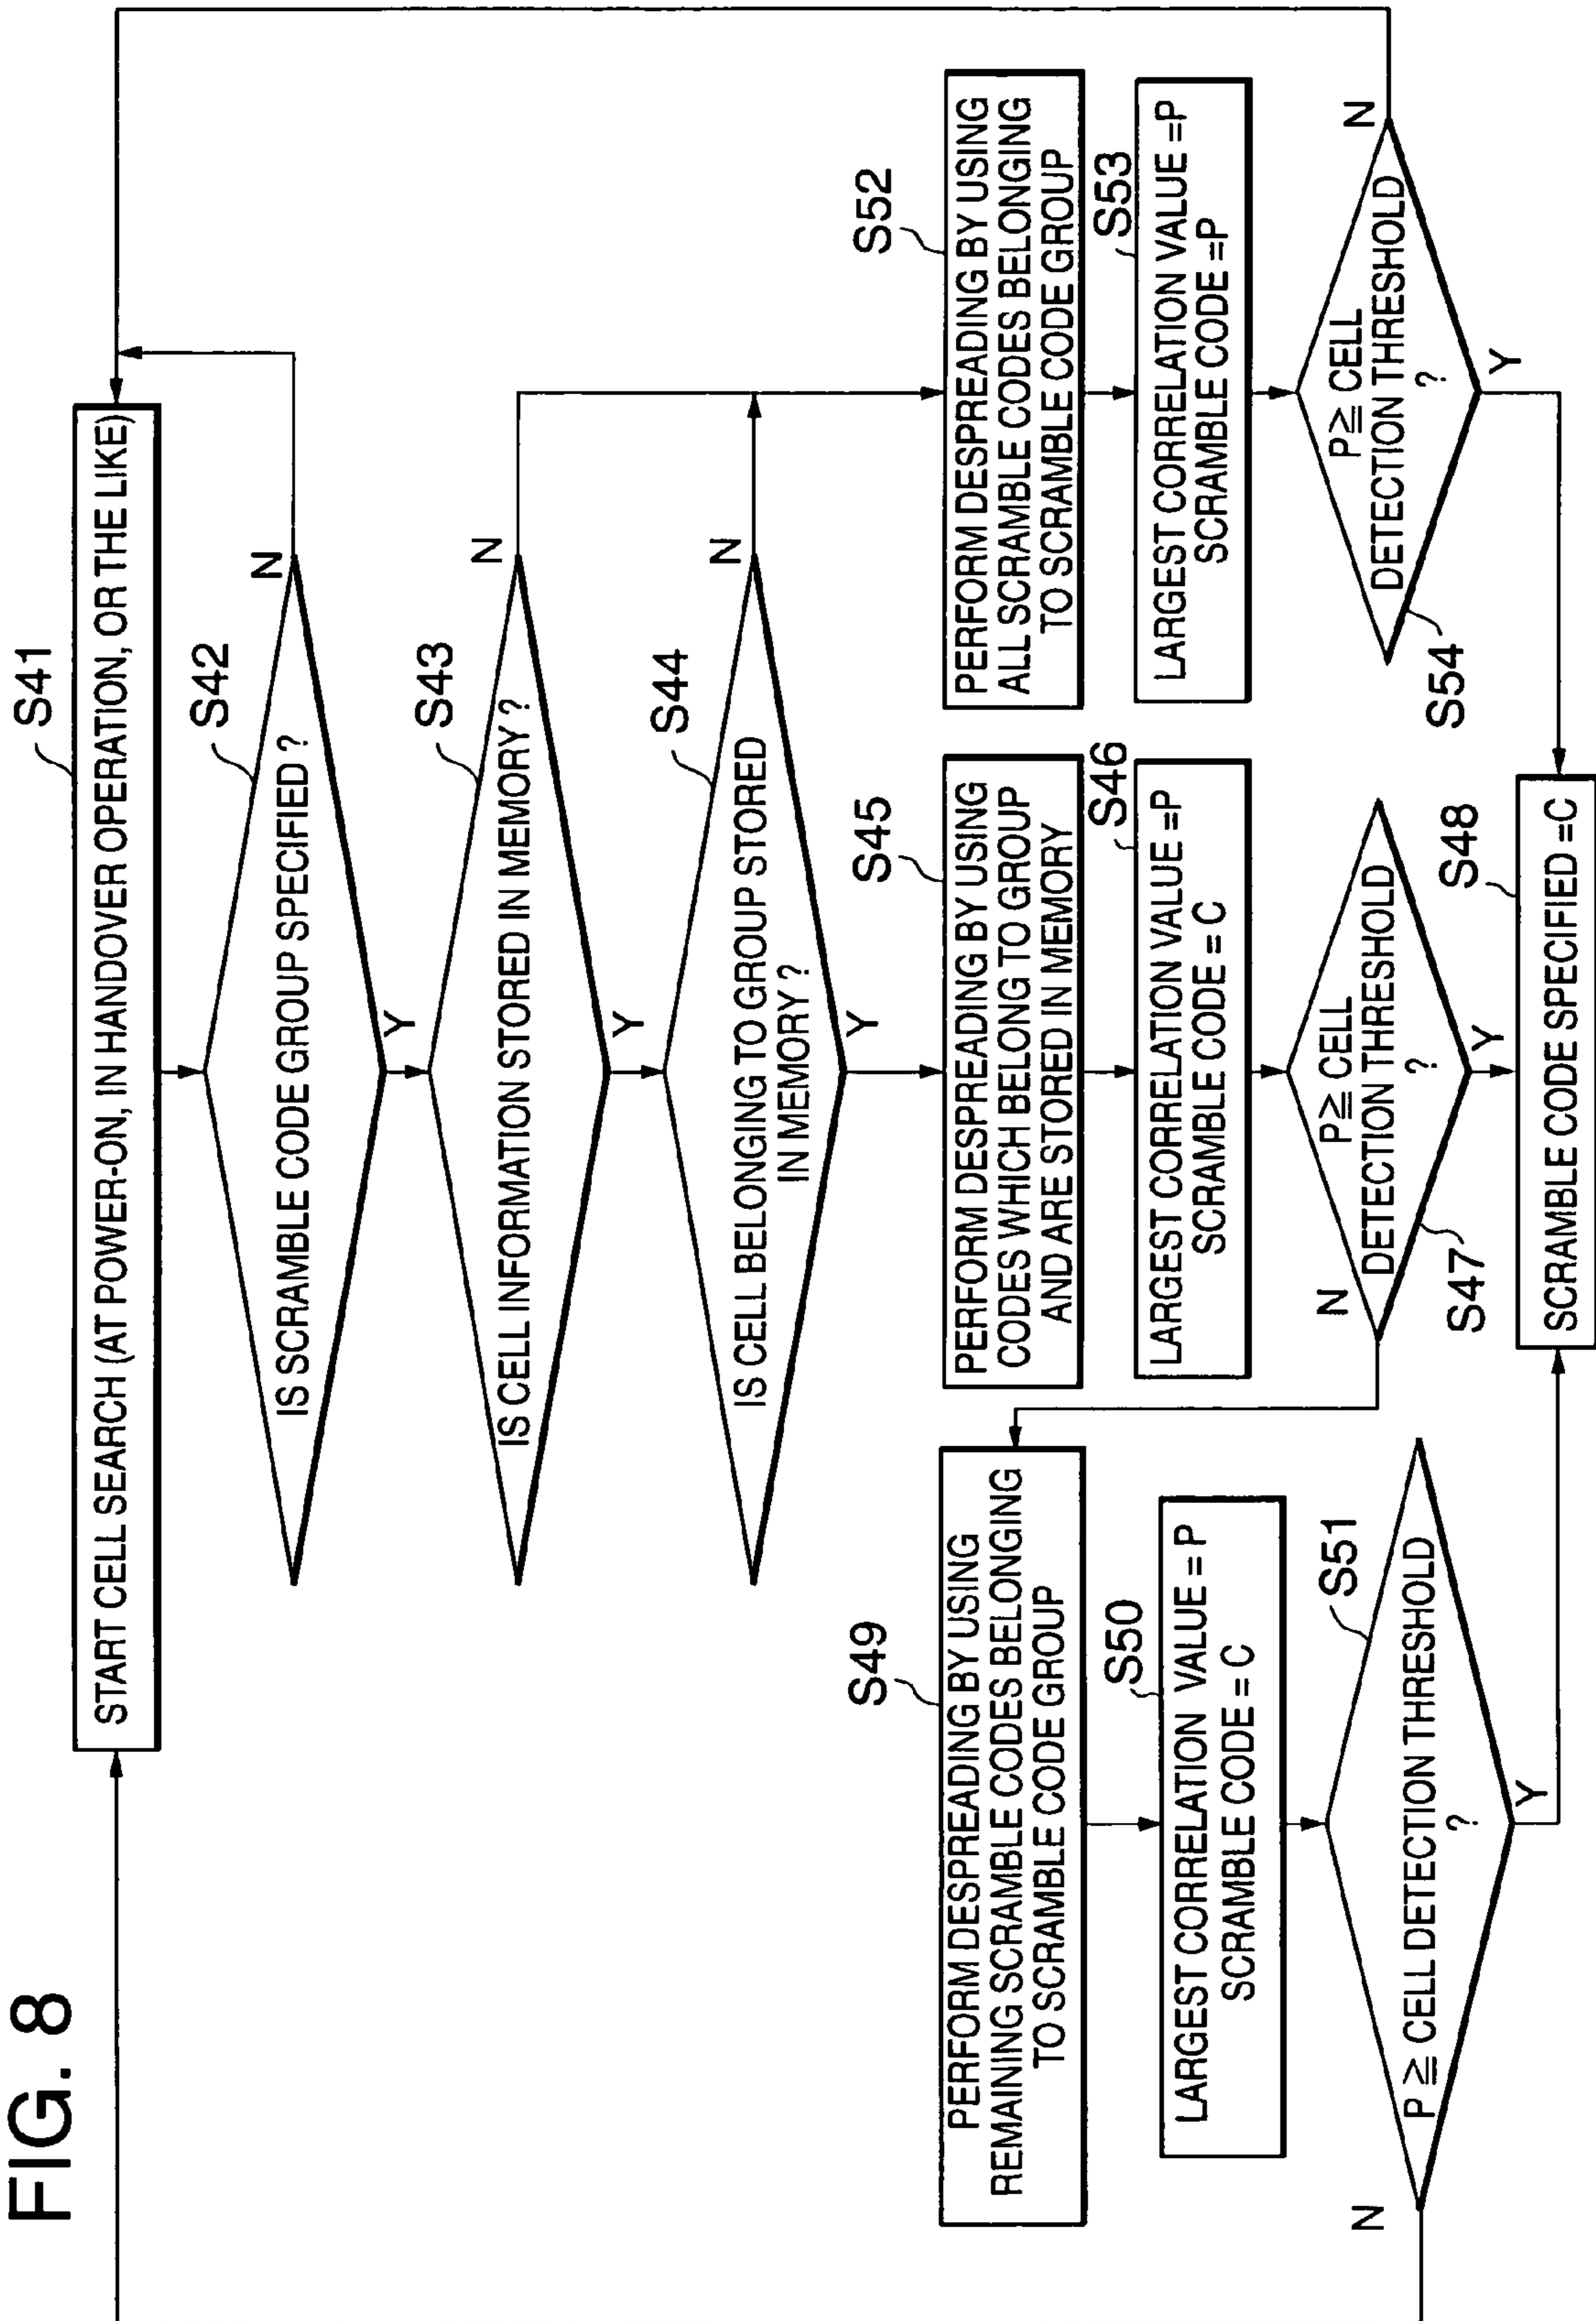 FIG. 8
S41
START CELL SEARCH (AT POWER-ON, IN HANDOVER OPERATION, OR THE LIKE)
S42
IS SCRAMBLE CODE GROUP SPECIFIED ?
N
Y
S43
IS CELL INFORMATION STORED IN MEMORY ?
N
Y
S44
IS CELL BELONGING TO GROUP STORED
IN MEMORY ?
N
Y
S45
PERFORM DESPREADING BY USING
CODES WHICH BELONG TO GROUP
AND ARE STORED IN MEMORY
S46
LARGEST CORRELATION VALUE =P
SCRAMBLE CODE = C
P≧ CELL
DETECTION THRESHOLD
?
N
S47
Y
S48
SCRAMBLE CODE SPECIFIED =C
S49
PERFORM DESPREADING BY USING
REMAINING SCRAMBLE CODES BELONGING
TO SCRAMBLE CODE GROUP
S50
LARGEST CORRELATION VALUE = P
SCRAMBLE CODE = C
S51
P ≧ CELL DETECTION THRESHOLD
?
N
Y
S52
PERFORM DESPREADING BY USING
ALL SCRAMBLE CODES BELONGING
TO SCRAMBLE CODE GROUP
S53
LARGEST CORRELATION VALUE =P
SCRAMBLE CODE =P
P≧ CELL
DETECTION THRESHOLD
?
N
S54
Y